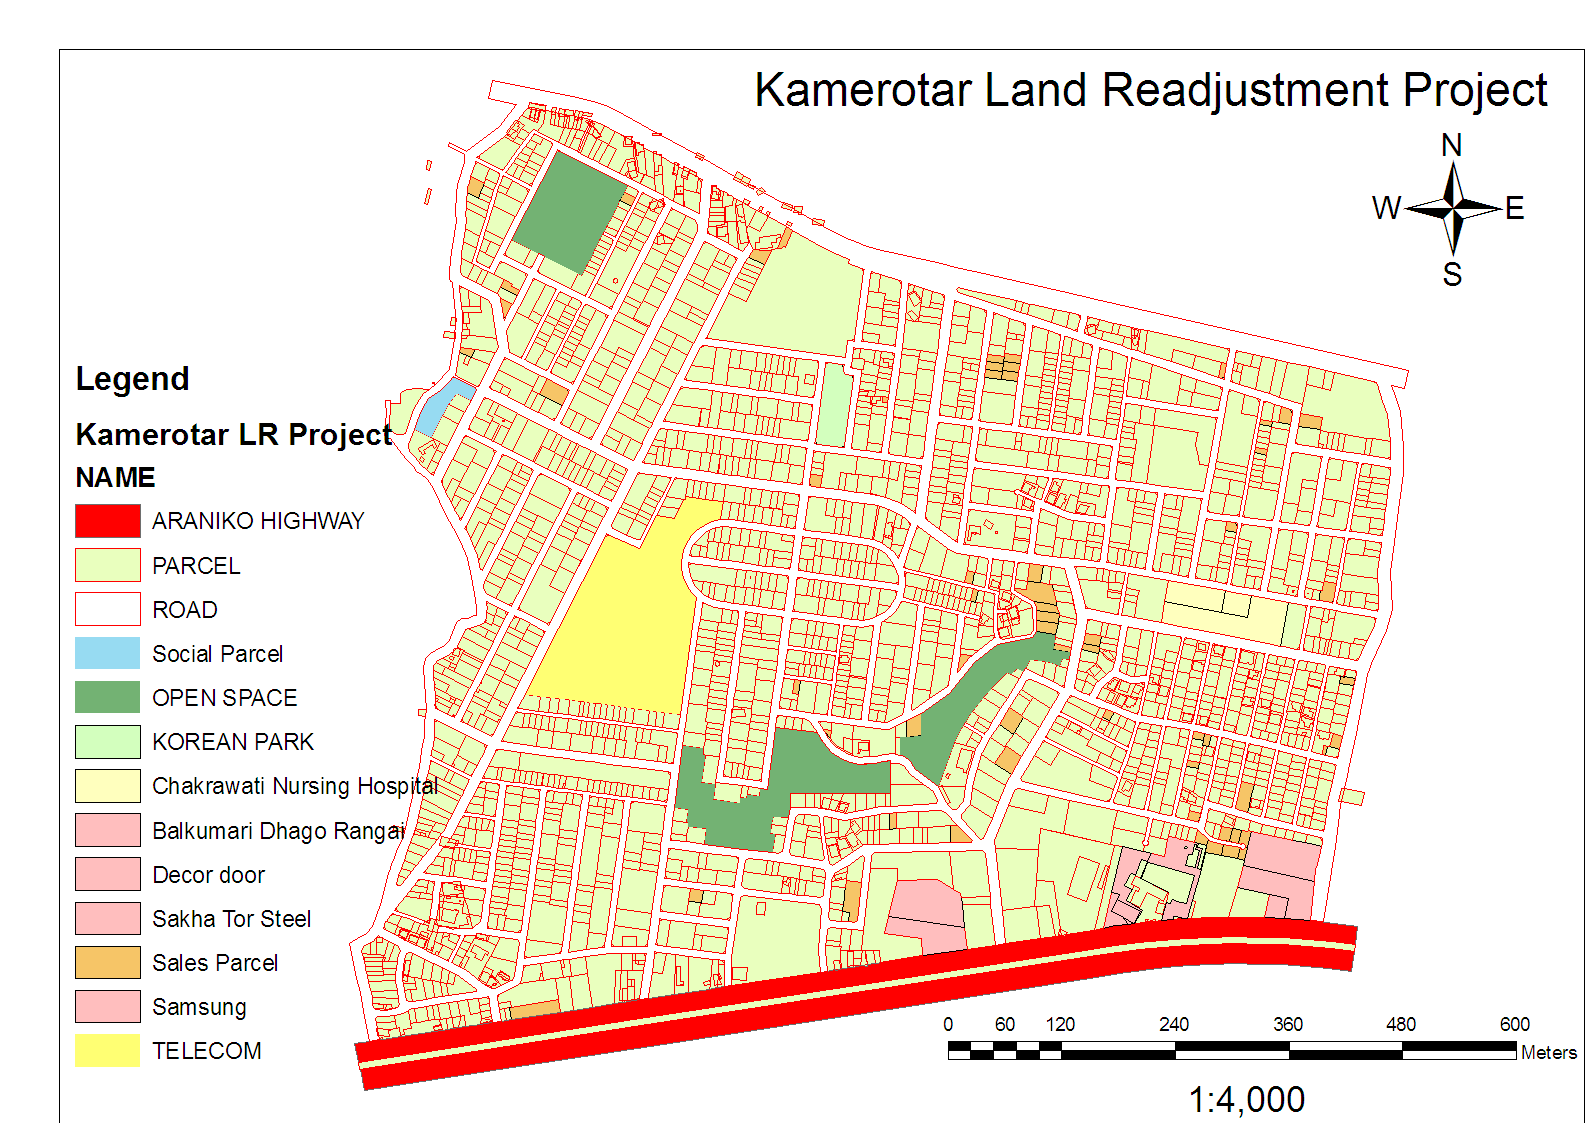 Kamerotar Land Readjustment Project
N
W E
S
Legend
Kamerotar LR Project
NAME
ARANIKO HIGHWAY
PARCEL
ROAD
Social Parcel
OPEN SPACE
KOREAN PARK
Chakrawati Nursing Hospital
Balkumari Dhago Rangai
Decor door
Sakha Tor Steel
Sales Parcel
Samsung
TELECOM
0 60 120 240 360 480 600
Meters
1:4,000